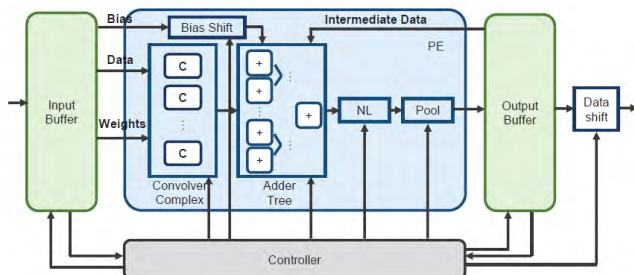 Bias
Bias Shift
Intermediate Data
PE
Data
Input
Buffer
Weights
C
C
C
Convolver
Complex
+
+
+
+
+
Adder
Tree
NL
Pool
Output
Buffer
Data
shift
Controller